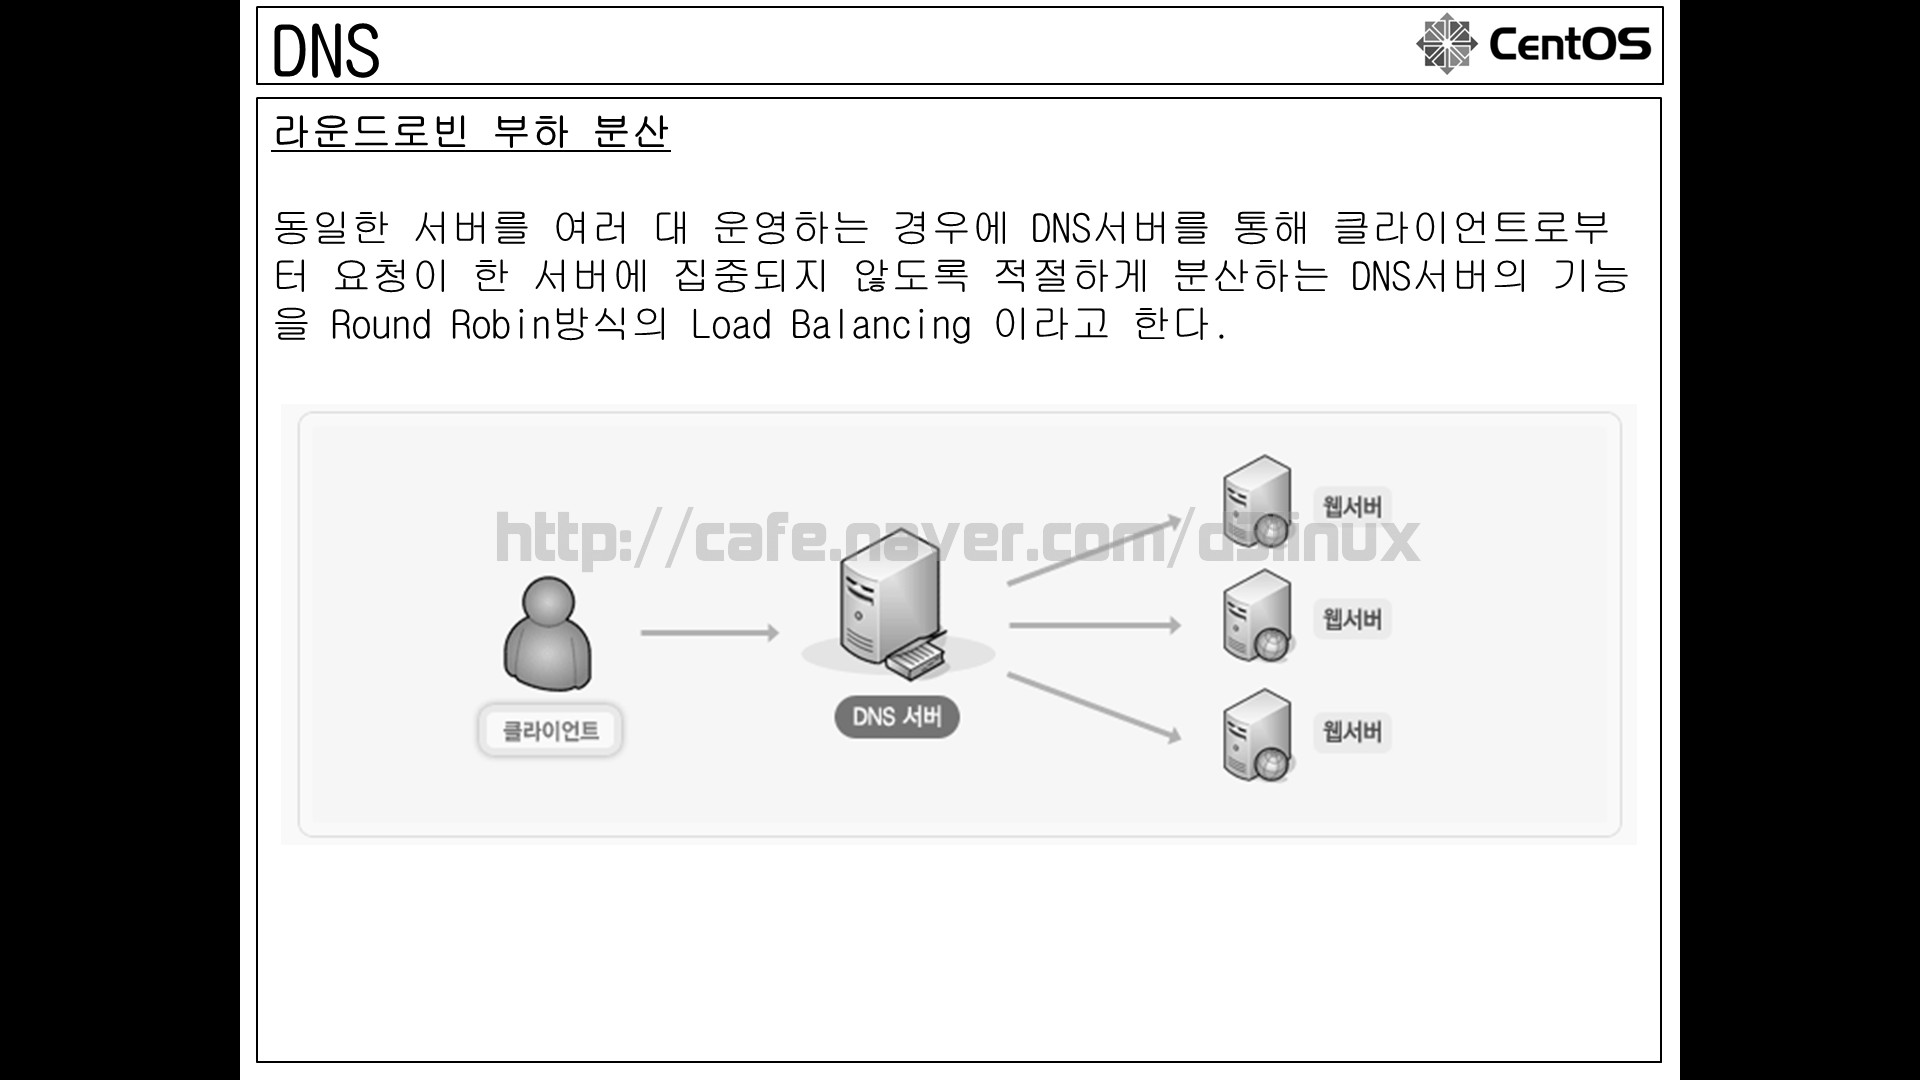 DNS
CentOS
라운드로빈 부하 분산
동일한 서버를 여러 대 운영하는 경우에 DNS서버를 통해 클라이언트로부
터 요청이 한 서버에 집중되지 않도록 적절하게 분산하는 DNS서버의 기능
을 Round Robin방식의 Load Balancing 이라고 한다.
http://cafe.naver.com/d3linux
웹서버
웹서버
클라이언트
DNS 서버
웹서버